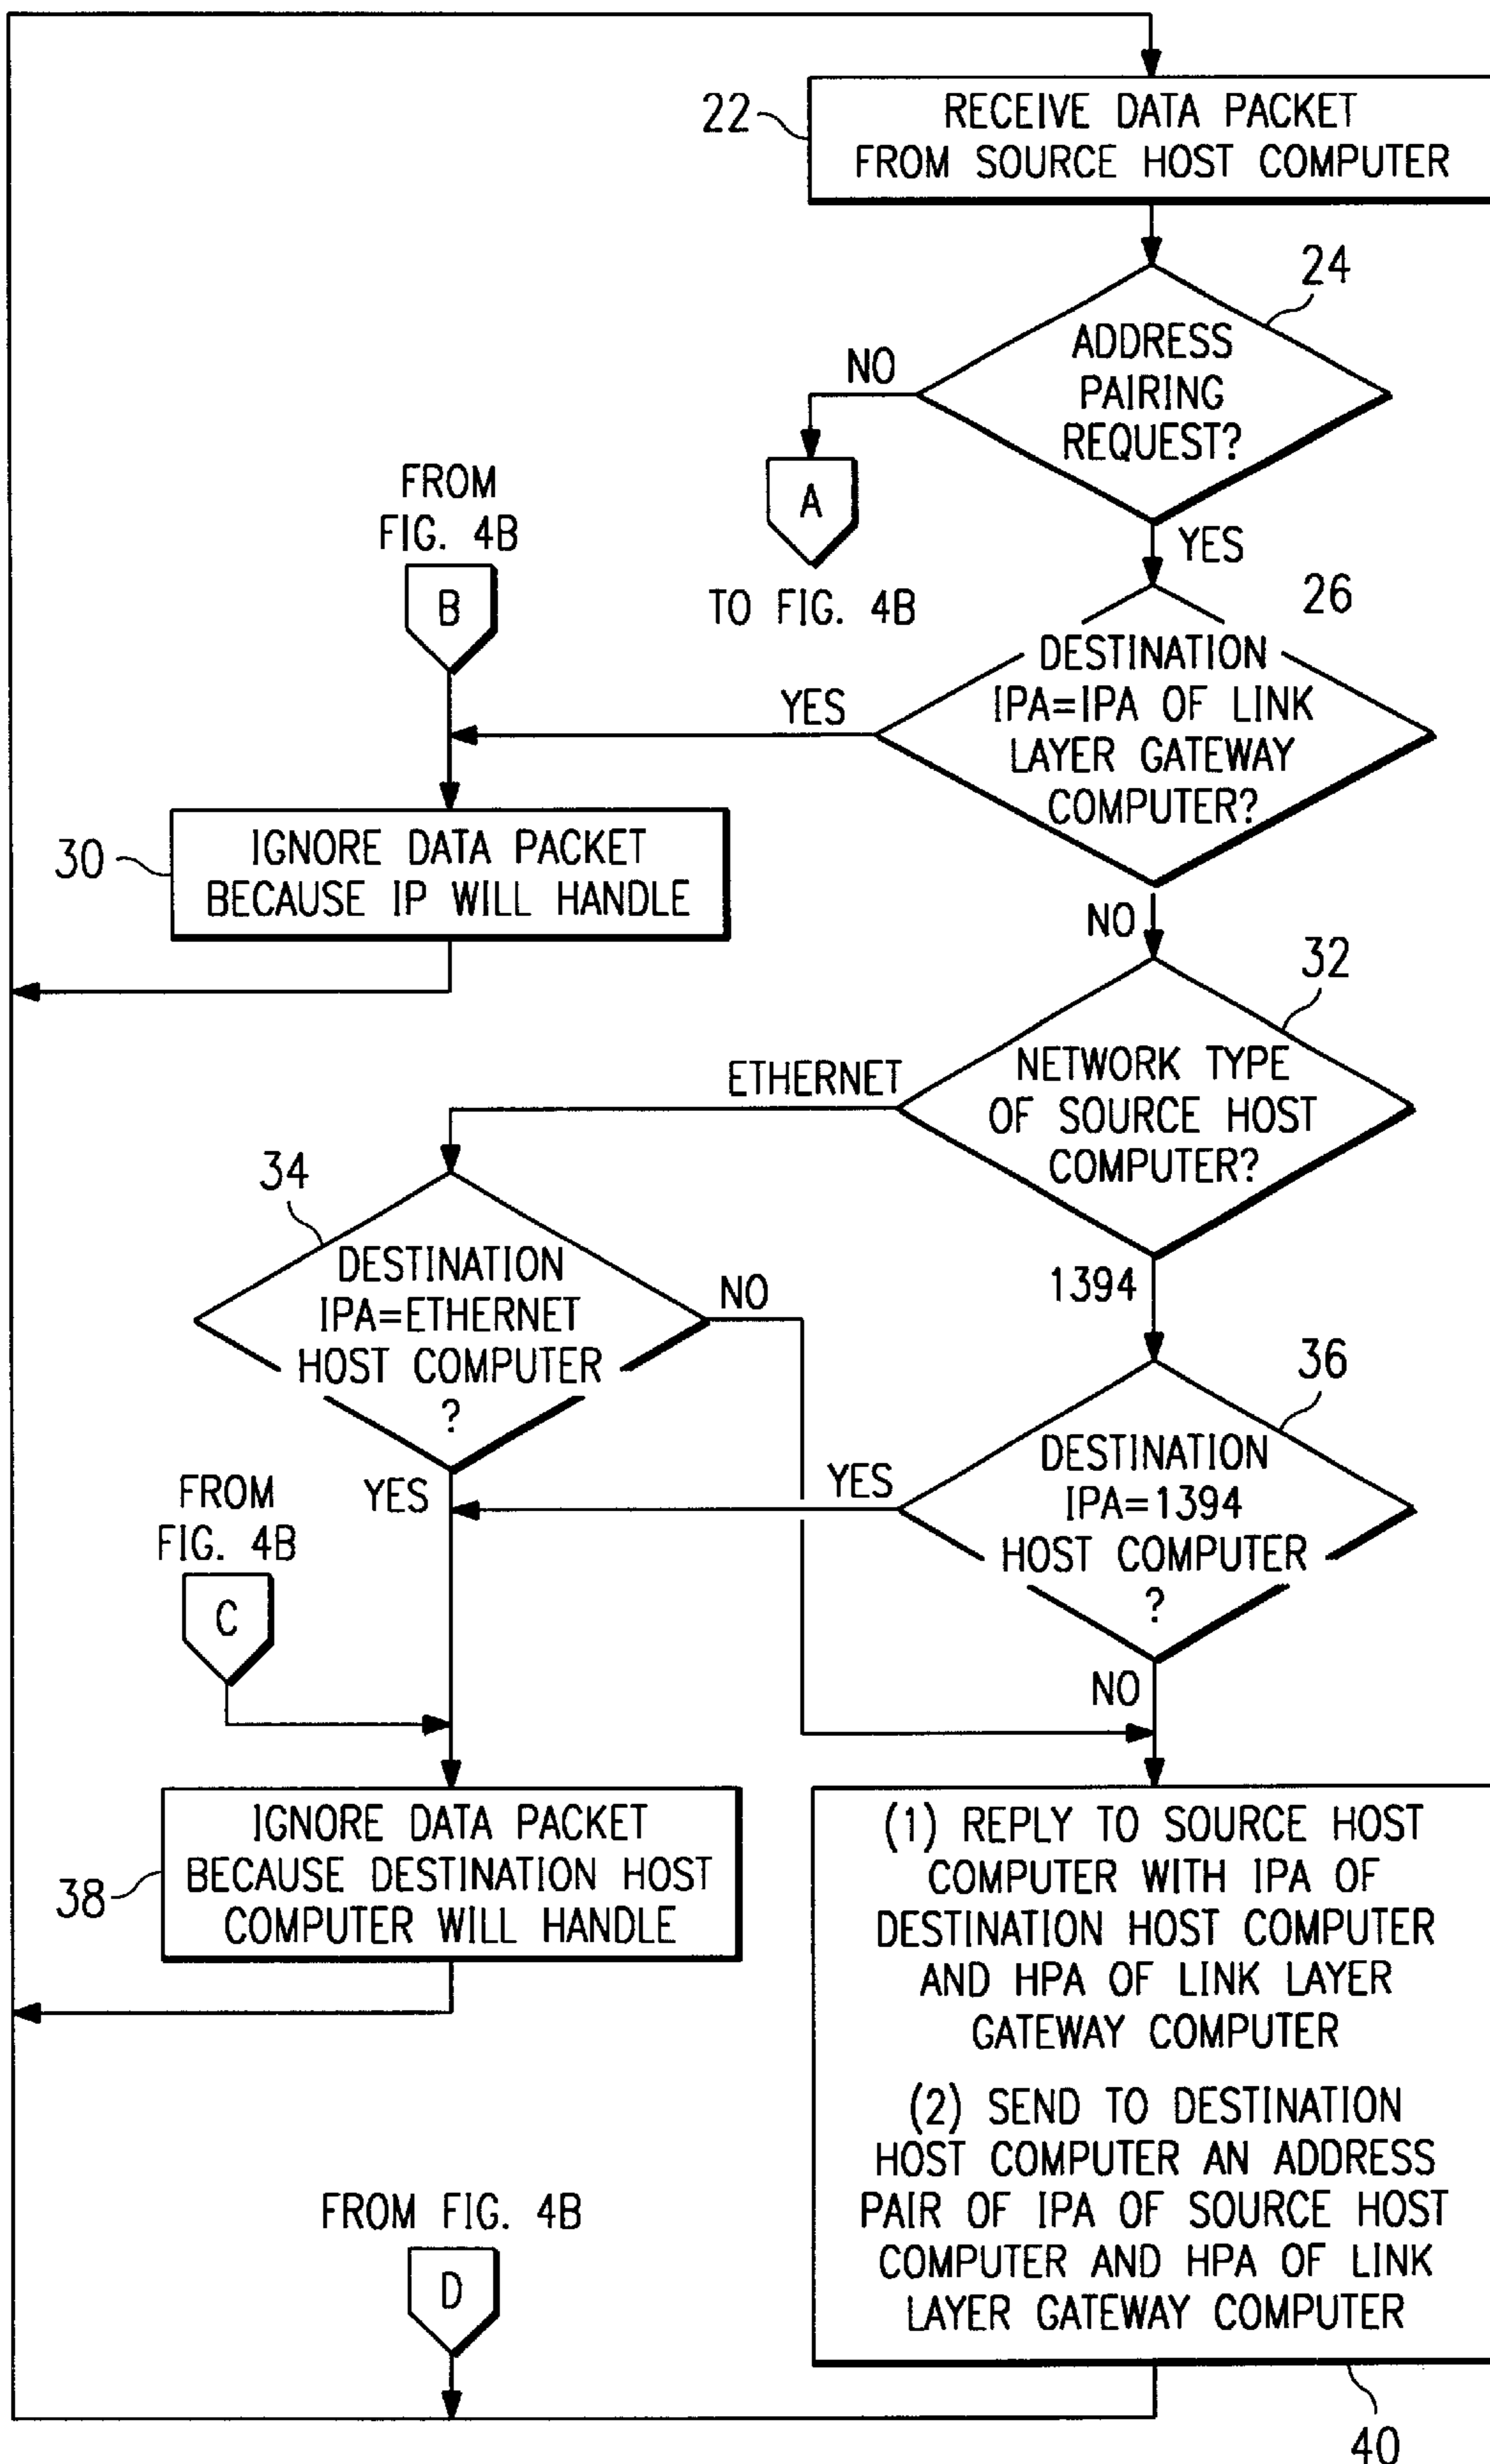 22
RECEIVE DATA PACKET
FROM SOURCE HOST COMPUTER
24
ADDRESS
PAIRING
REQUEST?
NO
A
TO FIG. 4B
YES
FROM
FIG. 4B
B
26
DESTINATION
IPA=IPA OF LINK
LAYER GATEWAY
COMPUTER?
YES
30
IGNORE DATA PACKET
BECAUSE IP WILL HANDLE
NO
32
NETWORK TYPE
OF SOURCE HOST
COMPUTER?
ETHERNET
1394
34
DESTINATION
IPA=ETHERNET
HOST COMPUTER
?
NO
YES
36
DESTINATION
IPA=1394
HOST COMPUTER
?
YES
NO
FROM
FIG. 4B
C
38
IGNORE DATA PACKET
BECAUSE DESTINATION HOST
COMPUTER WILL HANDLE
(1) REPLY TO SOURCE HOST
COMPUTER WITH IPA OF
DESTINATION HOST COMPUTER
AND HPA OF LINK LAYER
GATEWAY COMPUTER
(2) SEND TO DESTINATION
HOST COMPUTER AN ADDRESS
PAIR OF IPA OF SOURCE HOST
COMPUTER AND HPA OF LINK
LAYER GATEWAY COMPUTER
FROM FIG. 4B
D
40